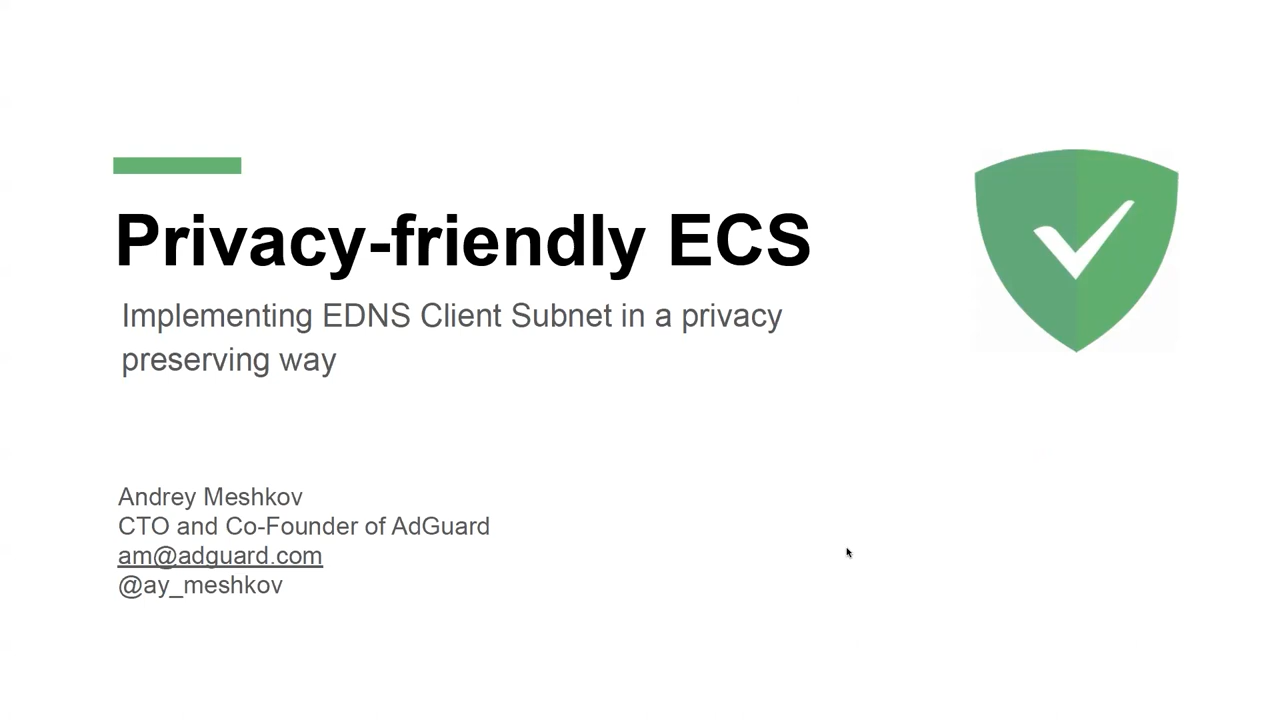 Privacy-friendly ECS
Implementing EDNS Client Subnet in a privacy
preserving way
Andrey Meshkov
CTO and Co-Founder of AdGuard
am@adguard.com
@ay_meshkov